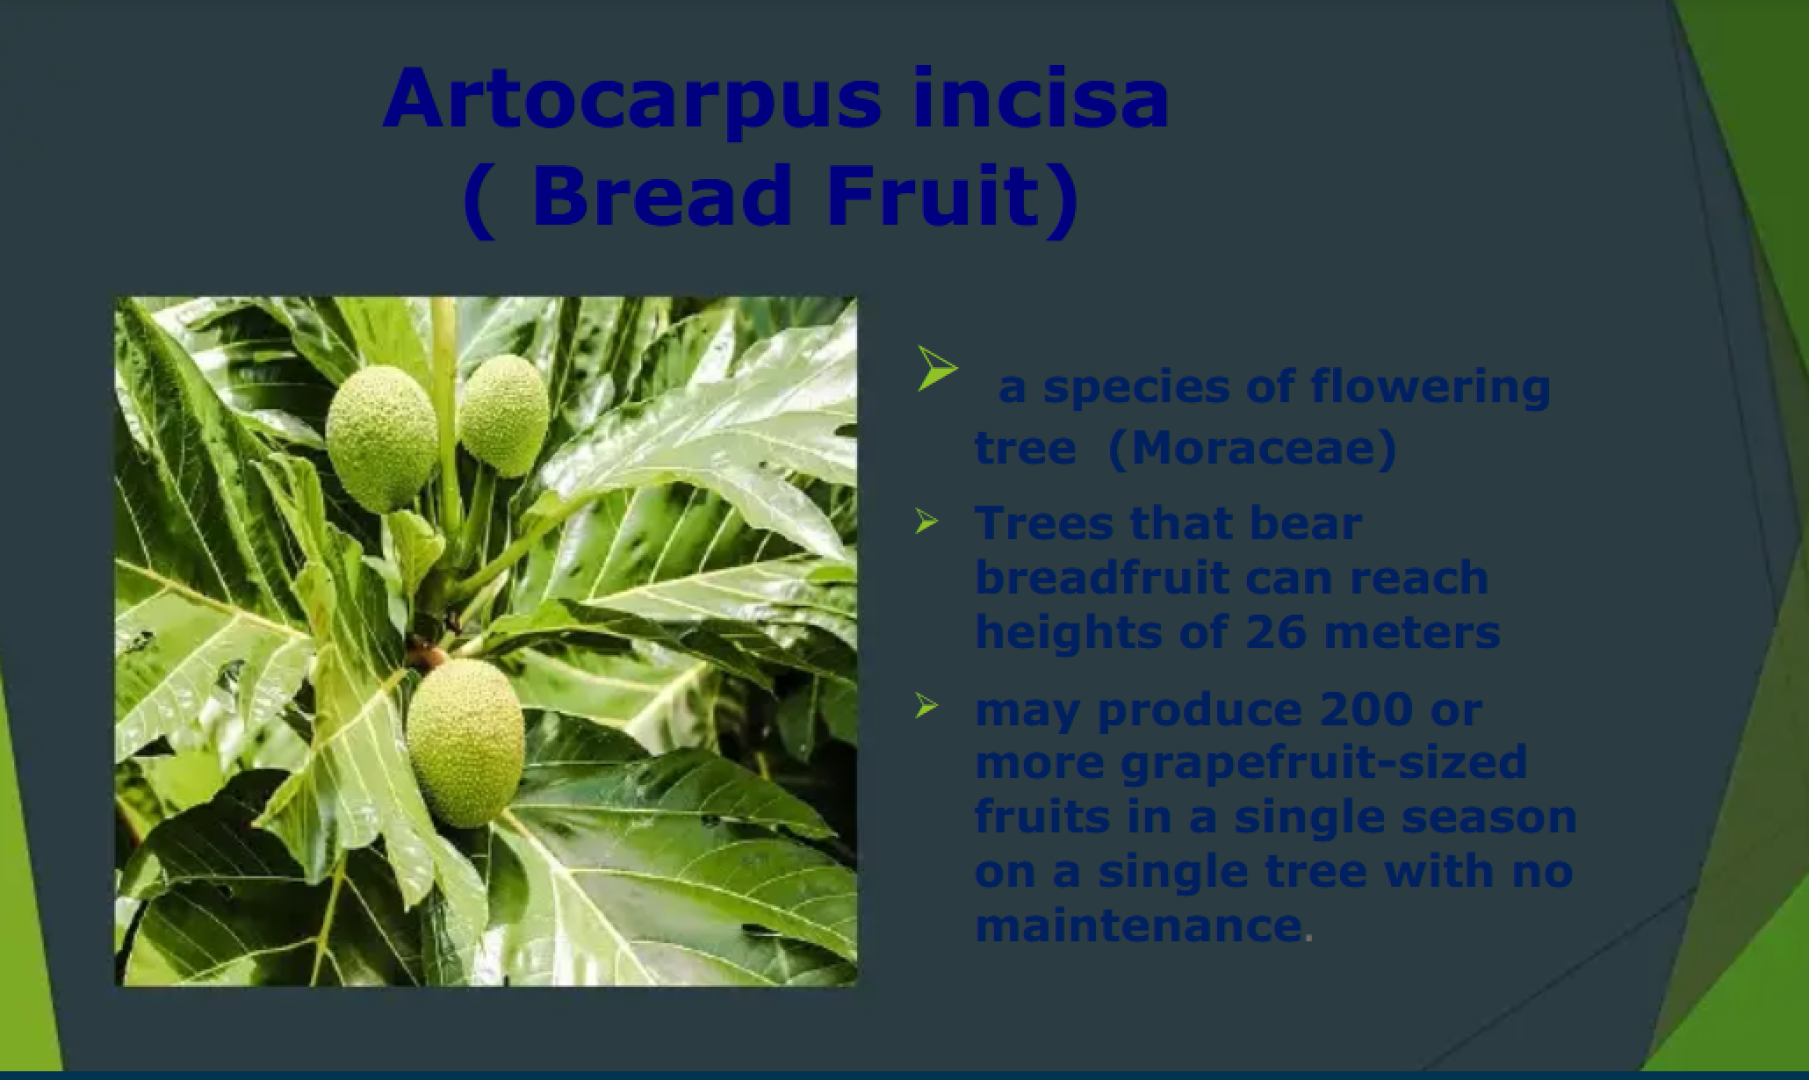 Artocarpus incisa
( Bread Fruit)
a species of flowering
tree (Moraceae)
Trees that bear
breadfruit can reach
heights of 26 meters
may produce 200 or
more grapefruit-sized
fruits in a single season
on a single tree with no
maintenance.